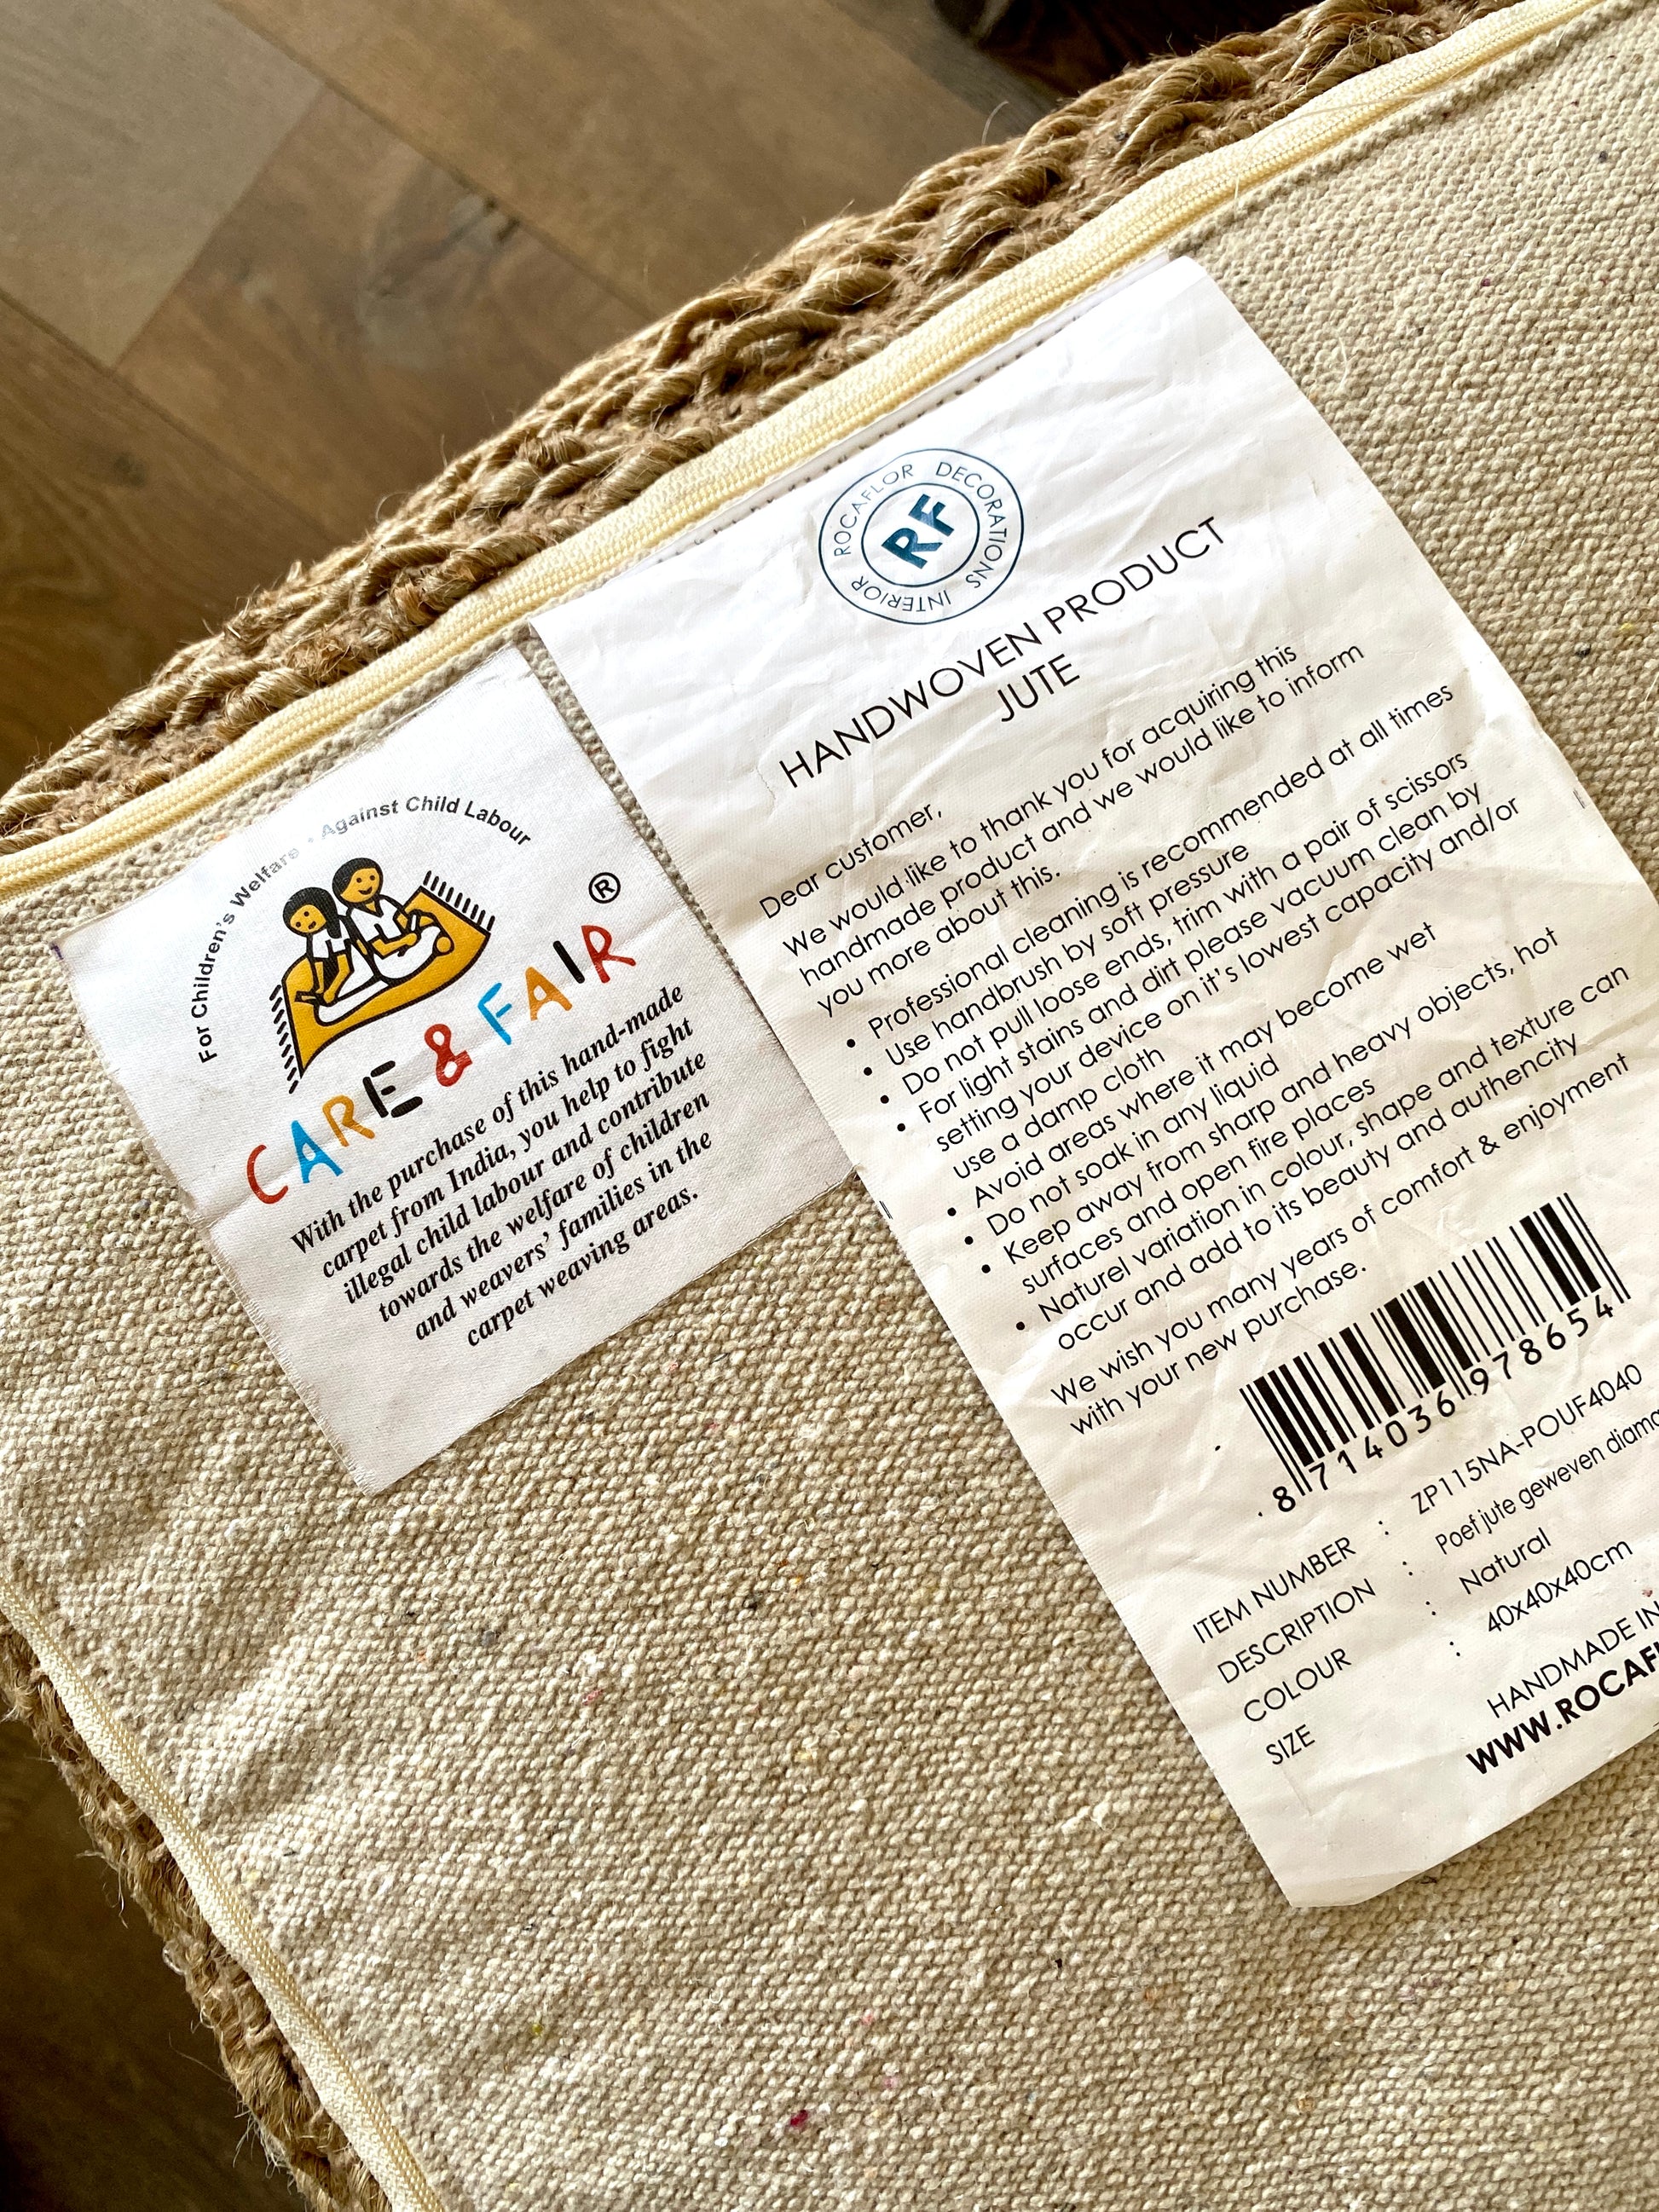 For Children's Welfare • Against Child Labour
CARE & FAIR®
With the purchase of this hand-made
carpet from India, you help to fight
illegal child labour and contribute
towards the welfare of children
and weavers' families in the
carpet weaving areas.
ROCAFLOR DECORATIONS INTERIOR
RF
HANDWOVEN PRODUCT
JUTE
Dear customer,
We would like to thank you for acquiring this
handmade product and we would like to inform
you more about this.
• Professional cleaning is recommended at all times
• Use handbrush by soft pressure
• Do not pull loose ends, trim with a pair of scissors
• For light stains and dirt please vacuum clean by
setting your device on it's lowest capacity and/or
use a damp cloth
• Avoid areas where it may become wet
• Do not soak in any liquid
• Keep away from sharp and heavy objects, hot
surfaces and open fire places
• Naturel variation in colour, shape and texture can
occur and add to its beauty and authencity
We wish you many years of comfort & enjoyment
with your new purchase.
8714036978654
ITEM NUMBER : ZP115NA-POUF4040
DESCRIPTION : Poef jute geweven
COLOUR : Natural
SIZE : 40x40x40cm
HANDMADE IN